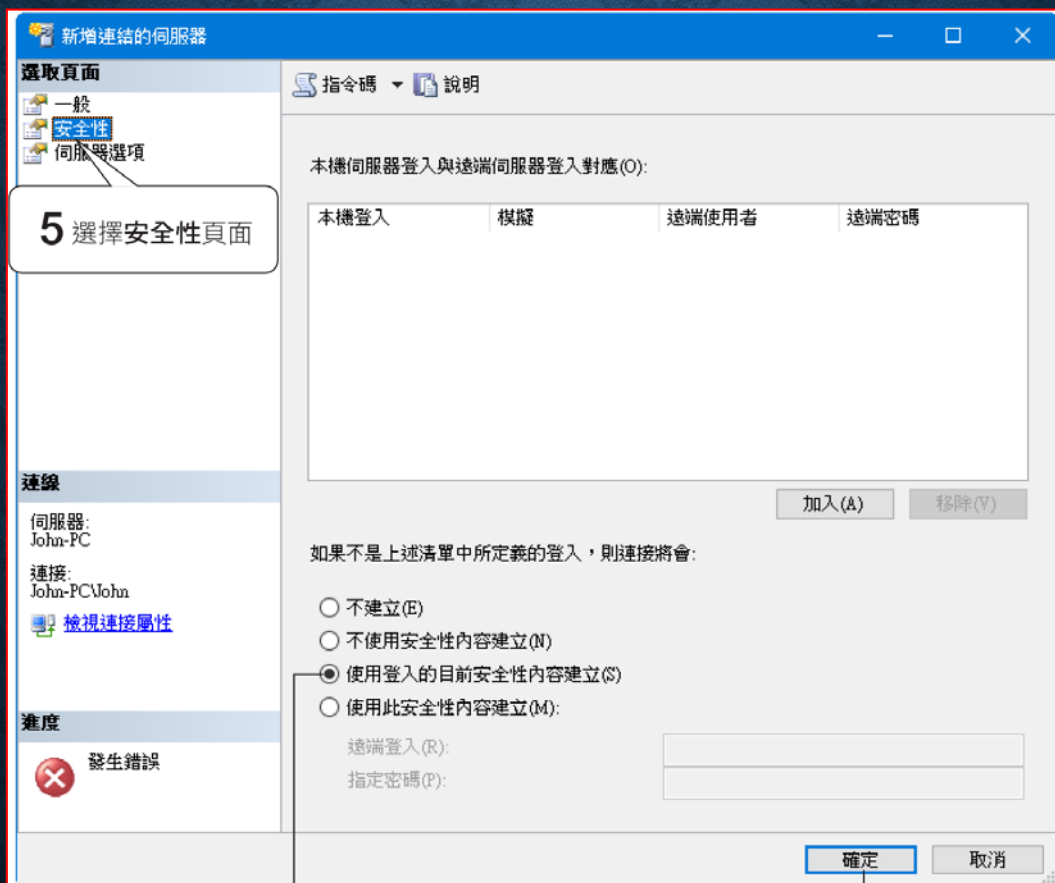 新增連結的伺服器
選取頁面
一般
安全性
伺服器選項
5 選擇安全性頁面
連線
伺服器:
John-PC
連接:
John-PC\John
檢視連接屬性
進度
發生錯誤
指令碼
說明
本機伺服器登入與遠端伺服器登入對應(O):
本機登入 模擬 遠端使用者 遠端密碼
加入(A) 移除(V)
如果不是上述清單中所定義的登入，則連接將會:
不建立(E)
不使用安全性內容建立(N)
使用登入的目前安全性內容建立(S)
使用此安全性內容建立(M):
遠端登入(R):
指定密碼(P):
確定 取消